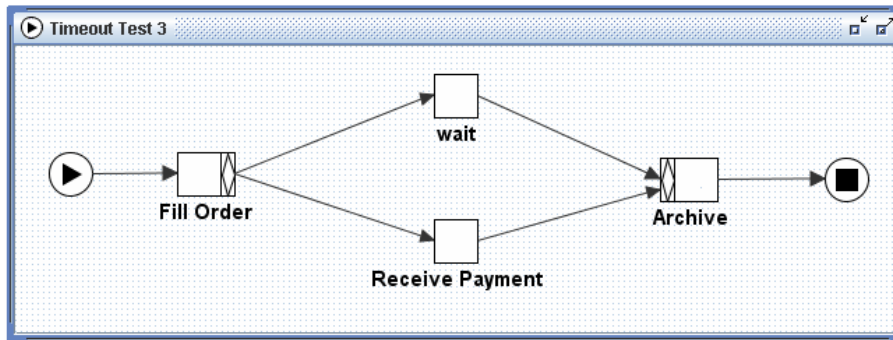 Timeout Test 3
wait
Fill Order
Archive
Receive Payment